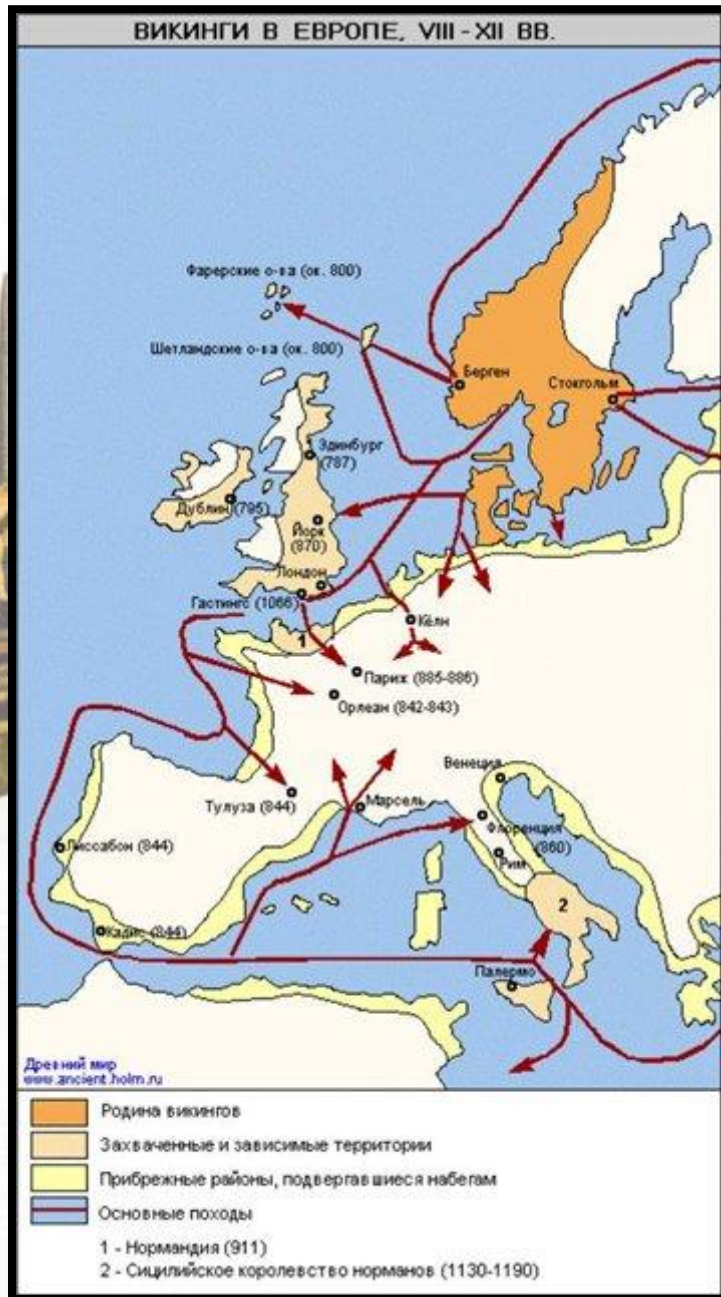 ВИКИНГИ В ЕВРОПЕ, VIII - XII ВВ.
Фарерские о-ва (ок. 800)
Шетландские о-ва (ок. 800)
Берген
Стокгольм
Эдинбург
(787)
Дублин (795)
Йорк
(870)
Лондон
Гастингс (1066)
1
Кёлн
Парих (885-886)
Орлеан (842-843)
Венеция
Тулуза (844)
Марсель
Флоренция
(860)
Лиссабон (844)
Рим
2
Кадис (844)
Палермо
Древний мир
www.ancient.holm.ru
Родина викингов
Захваченные и зависимые территории
Прибрежные районы, подвергавшиеся набегам
Основные походы
1 - Нормандия (911)
2 - Сицилийское королевство норманов (1130-1190)